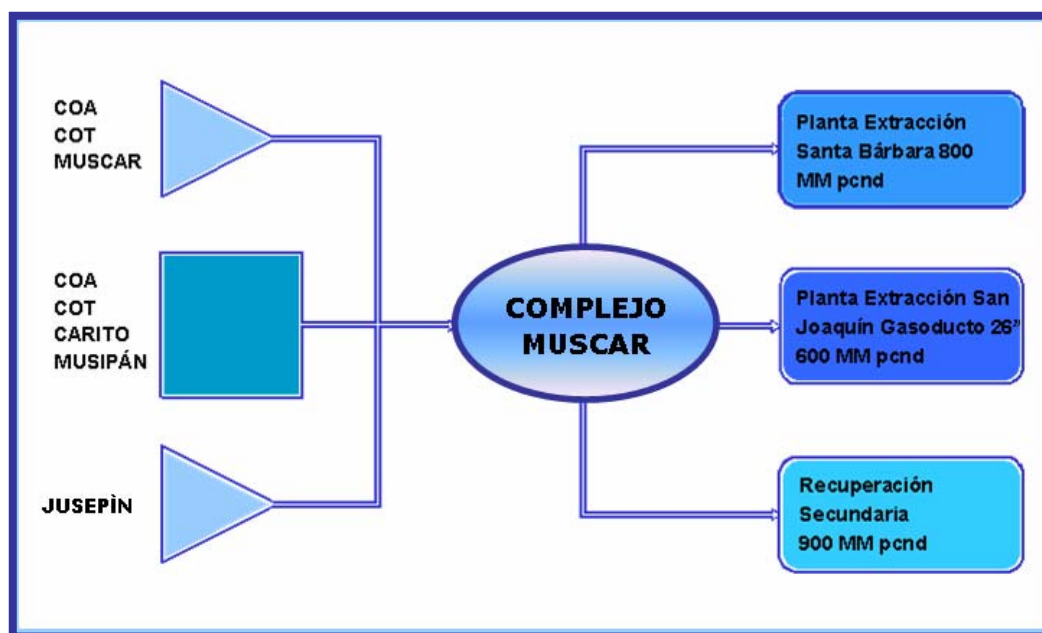 COA
COT
MUSCAR
COA
COT
CARITO
MUSIPÁN
JUSEPÌN
COMPLEJO
MUSCAR
Planta Extracción
Santa Bárbara 800
MM pcnd
Planta Extracción San
Joaquín Gasoducto 26”
600 MM pcnd
Recuperación
Secundaria
900 MM pcnd